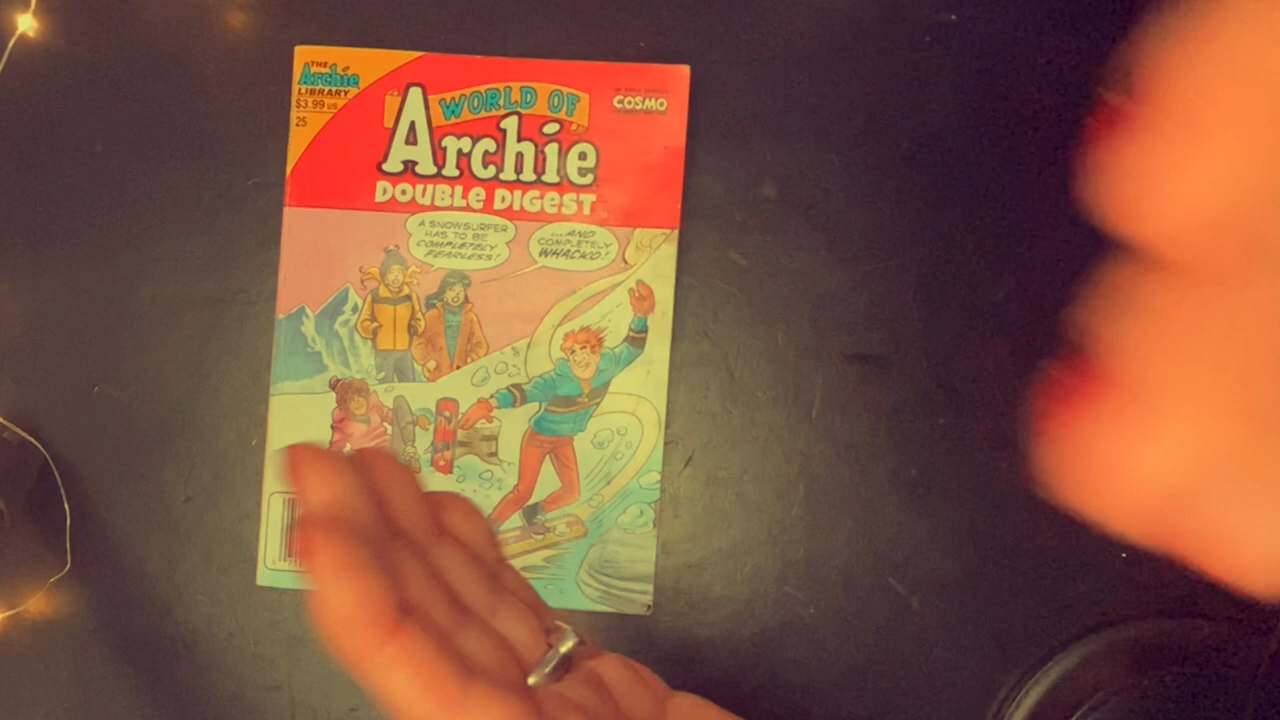 THE
Archie
LIBRARY
$3.99 US
25
WORLD OF
Archie
DOUBLE DIGEST
COSMO
A SNOWSURFER
HAS TO BE
COMPLETELY
FEARLESS!
...AND
COMPLETELY
WHACKO!